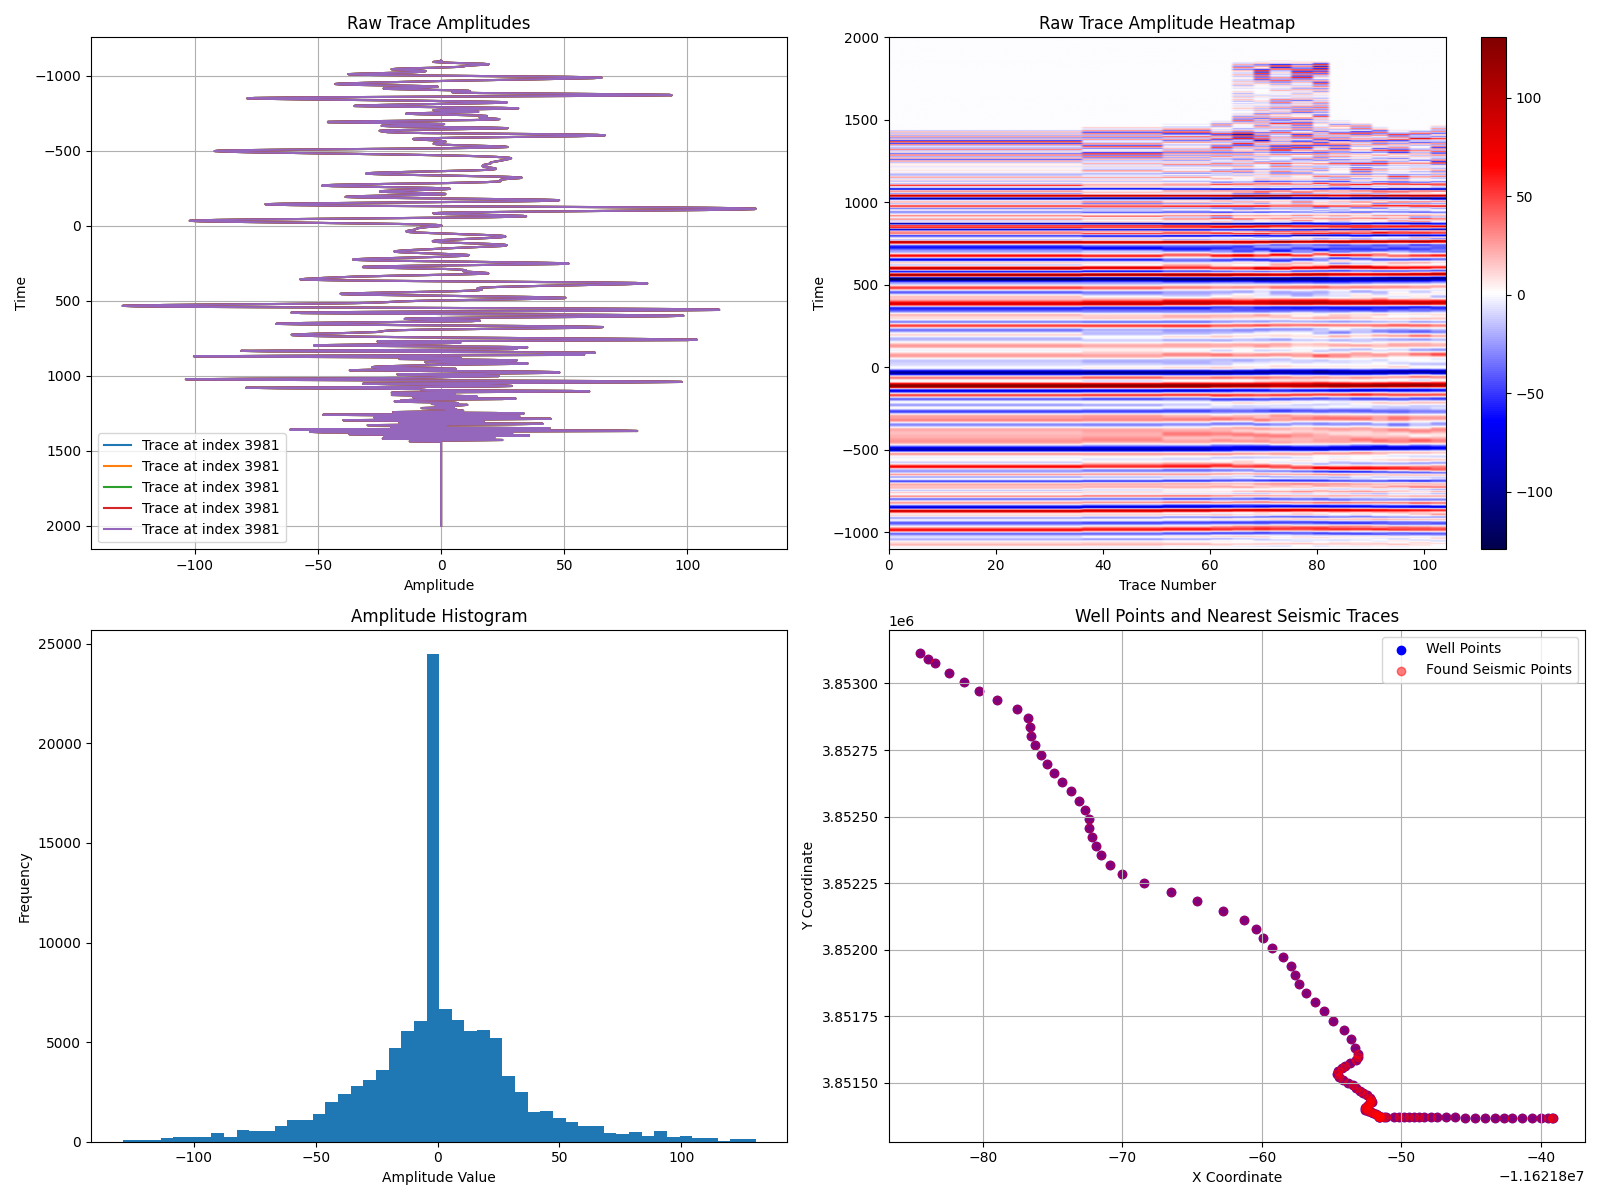 Raw Trace Amplitudes
−1000
−500
0
500
1000
1500
2000
Time
Trace at index 3981
Trace at index 3981
Trace at index 3981
Trace at index 3981
Trace at index 3981
−100
−50
0
50
100
Amplitude
Raw Trace Amplitude Heatmap
2000
1500
1000
500
0
−500
−1000
Time
0
20
40
60
80
100
Trace Number
100
50
0
−50
−100
Amplitude Histogram
25000
20000
15000
10000
5000
0
Frequency
−100
−50
0
50
100
Amplitude Value
Well Points and Nearest Seismic Traces
1e6
Well Points
Found Seismic Points
3.85300
3.85275
3.85250
3.85225
3.85200
3.85175
3.85150
Y Coordinate
−80
−70
−60
−50
−40
X Coordinate
−1.16218e7